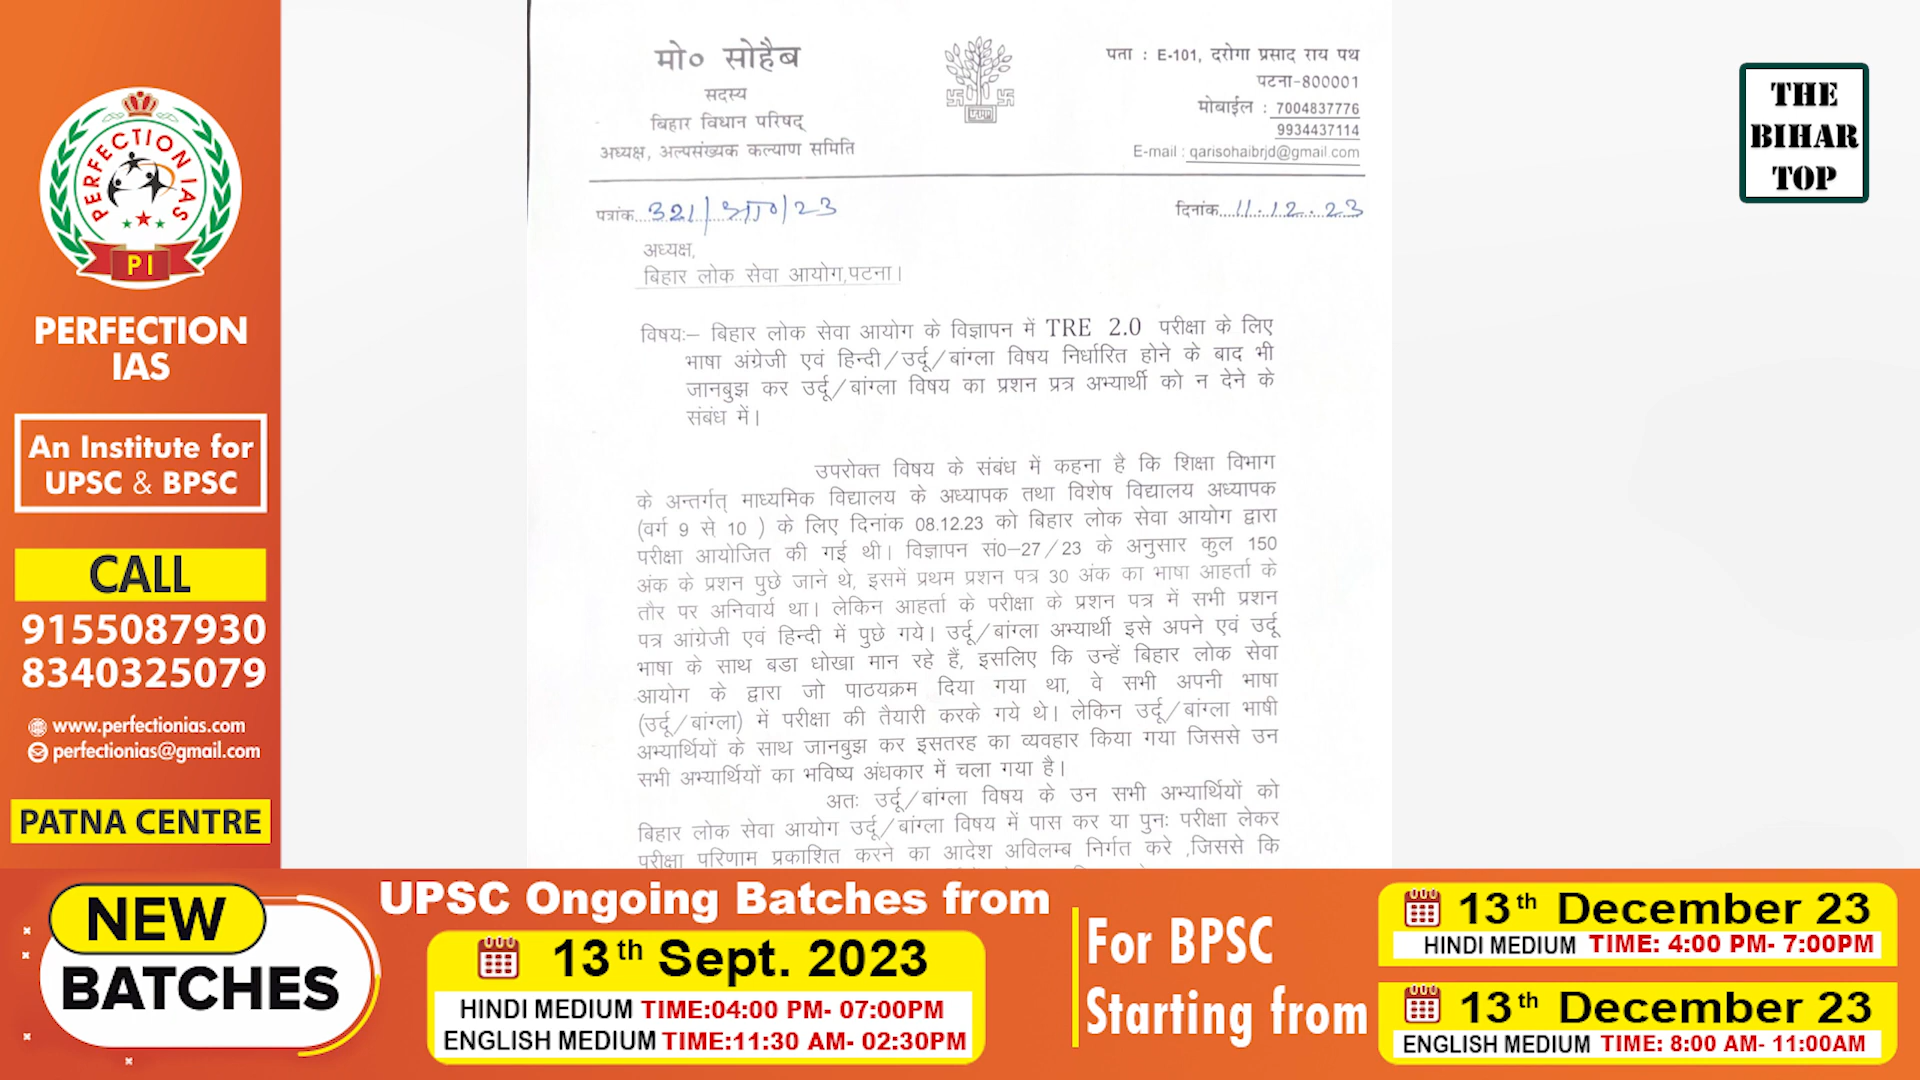 PERFECTION IAS
PI
PERFECTION
IAS
An Institute for
UPSC & BPSC
CALL
9155087930
8340325079
www.perfectionias.com
perfectionias@gmail.com
PATNA CENTRE
मो० सोहैब
सदस्य
बिहार विधान परिषद्
अध्यक्ष, अल्पसंख्यक कल्याण समिति
पता : E-101, दरोगा प्रसाद राय पथ
पटना-800001
मोबाईल : 7004837776
9934437114
E-mail : qarisohaibrjd@gmail.com
पत्रांक....321/आ0/23
दिनांक....11.12.23
अध्यक्ष,
बिहार लोक सेवा आयोग,पटना।
विषयः– बिहार लोक सेवा आयोग के विज्ञापन में TRE 2.0 परीक्षा के लिए
भाषा अंग्रेजी एवं हिन्दी/उर्दू/बांग्ला विषय निर्धारित होने के बाद भी
जानबुझ कर उर्दू/बांग्ला विषय का प्रशन प्रत्र अभ्यार्थी को न देने के
संबंध में।
उपरोक्त विषय के संबंध में कहना है कि शिक्षा विभाग
के अन्तर्गत् माध्यमिक विद्यालय के अध्यापक तथा विशेष विद्यालय अध्यापक
(वर्ग 9 से 10 ) के लिए दिनांक 08.12.23 को बिहार लोक सेवा आयोग द्वारा
परीक्षा आयोजित की गई थी। विज्ञापन सं0–27/23 के अनुसार कुल 150
अंक के प्रशन पुछे जाने थे, इसमें प्रथम प्रशन पत्र 30 अंक का भाषा आहर्ता के
तौर पर अनिवार्य था। लेकिन आहर्ता के परीक्षा के प्रशन पत्र में सभी प्रशन
पत्र आंग्रेजी एवं हिन्दी में पुछे गये। उर्दू/बांग्ला अभ्यार्थी इसे अपने एवं उर्दू
भाषा के साथ बडा धोखा मान रहे हैं, इसलिए कि उन्हें बिहार लोक सेवा
आयोग के द्वारा जो पाठयक्रम दिया गया था, वे सभी अपनी भाषा
(उर्दू/बांग्ला) में परीक्षा की तैयारी करके गये थे। लेकिन उर्दू/बांग्ला भाषी
अभ्यार्थियों के साथ जानबुझ कर इसतरह का व्यवहार किया गया जिससे उन
सभी अभ्यार्थियों का भविष्य अंधकार में चला गया है।
अतः उर्दू/बांग्ला विषय के उन सभी अभ्यार्थियों को
बिहार लोक सेवा आयोग उर्दू/बांग्ला विषय में पास कर या पुनः परीक्षा लेकर
परीक्षा परिणाम प्रकाशित करने का आदेश अविलम्ब निर्गत करे ,जिससे कि
THE
BIHAR
TOP
NEW
BATCHES
UPSC Ongoing Batches from
13th Sept. 2023
HINDI MEDIUM TIME:04:00 PM- 07:00PM
ENGLISH MEDIUM TIME:11:30 AM- 02:30PM
For BPSC
Starting from
13th December 23
HINDI MEDIUM TIME: 4:00 PM- 7:00PM
13th December 23
ENGLISH MEDIUM TIME: 8:00 AM- 11:00AM